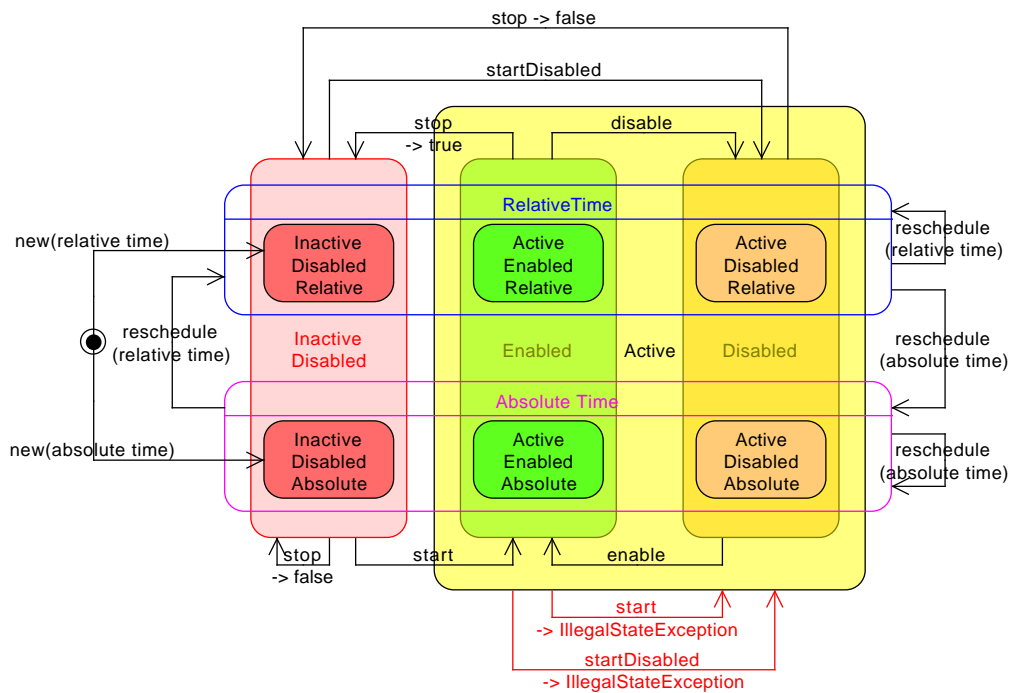 stop -> false
startDisabled
stop
-> true
disable
RelativeTime
new(relative time)
Inactive
Disabled
Relative
Active
Enabled
Relative
Active
Disabled
Relative
reschedule
(relative time)
reschedule
(relative time)
Inactive
Disabled
Enabled
Active
Disabled
reschedule
(absolute time)
Absolute Time
new(absolute time)
Inactive
Disabled
Absolute
Active
Enabled
Absolute
Active
Disabled
Absolute
reschedule
(absolute time)
stop
-> false
start
enable
start
-> IllegalStateException
startDisabled
-> IllegalStateException